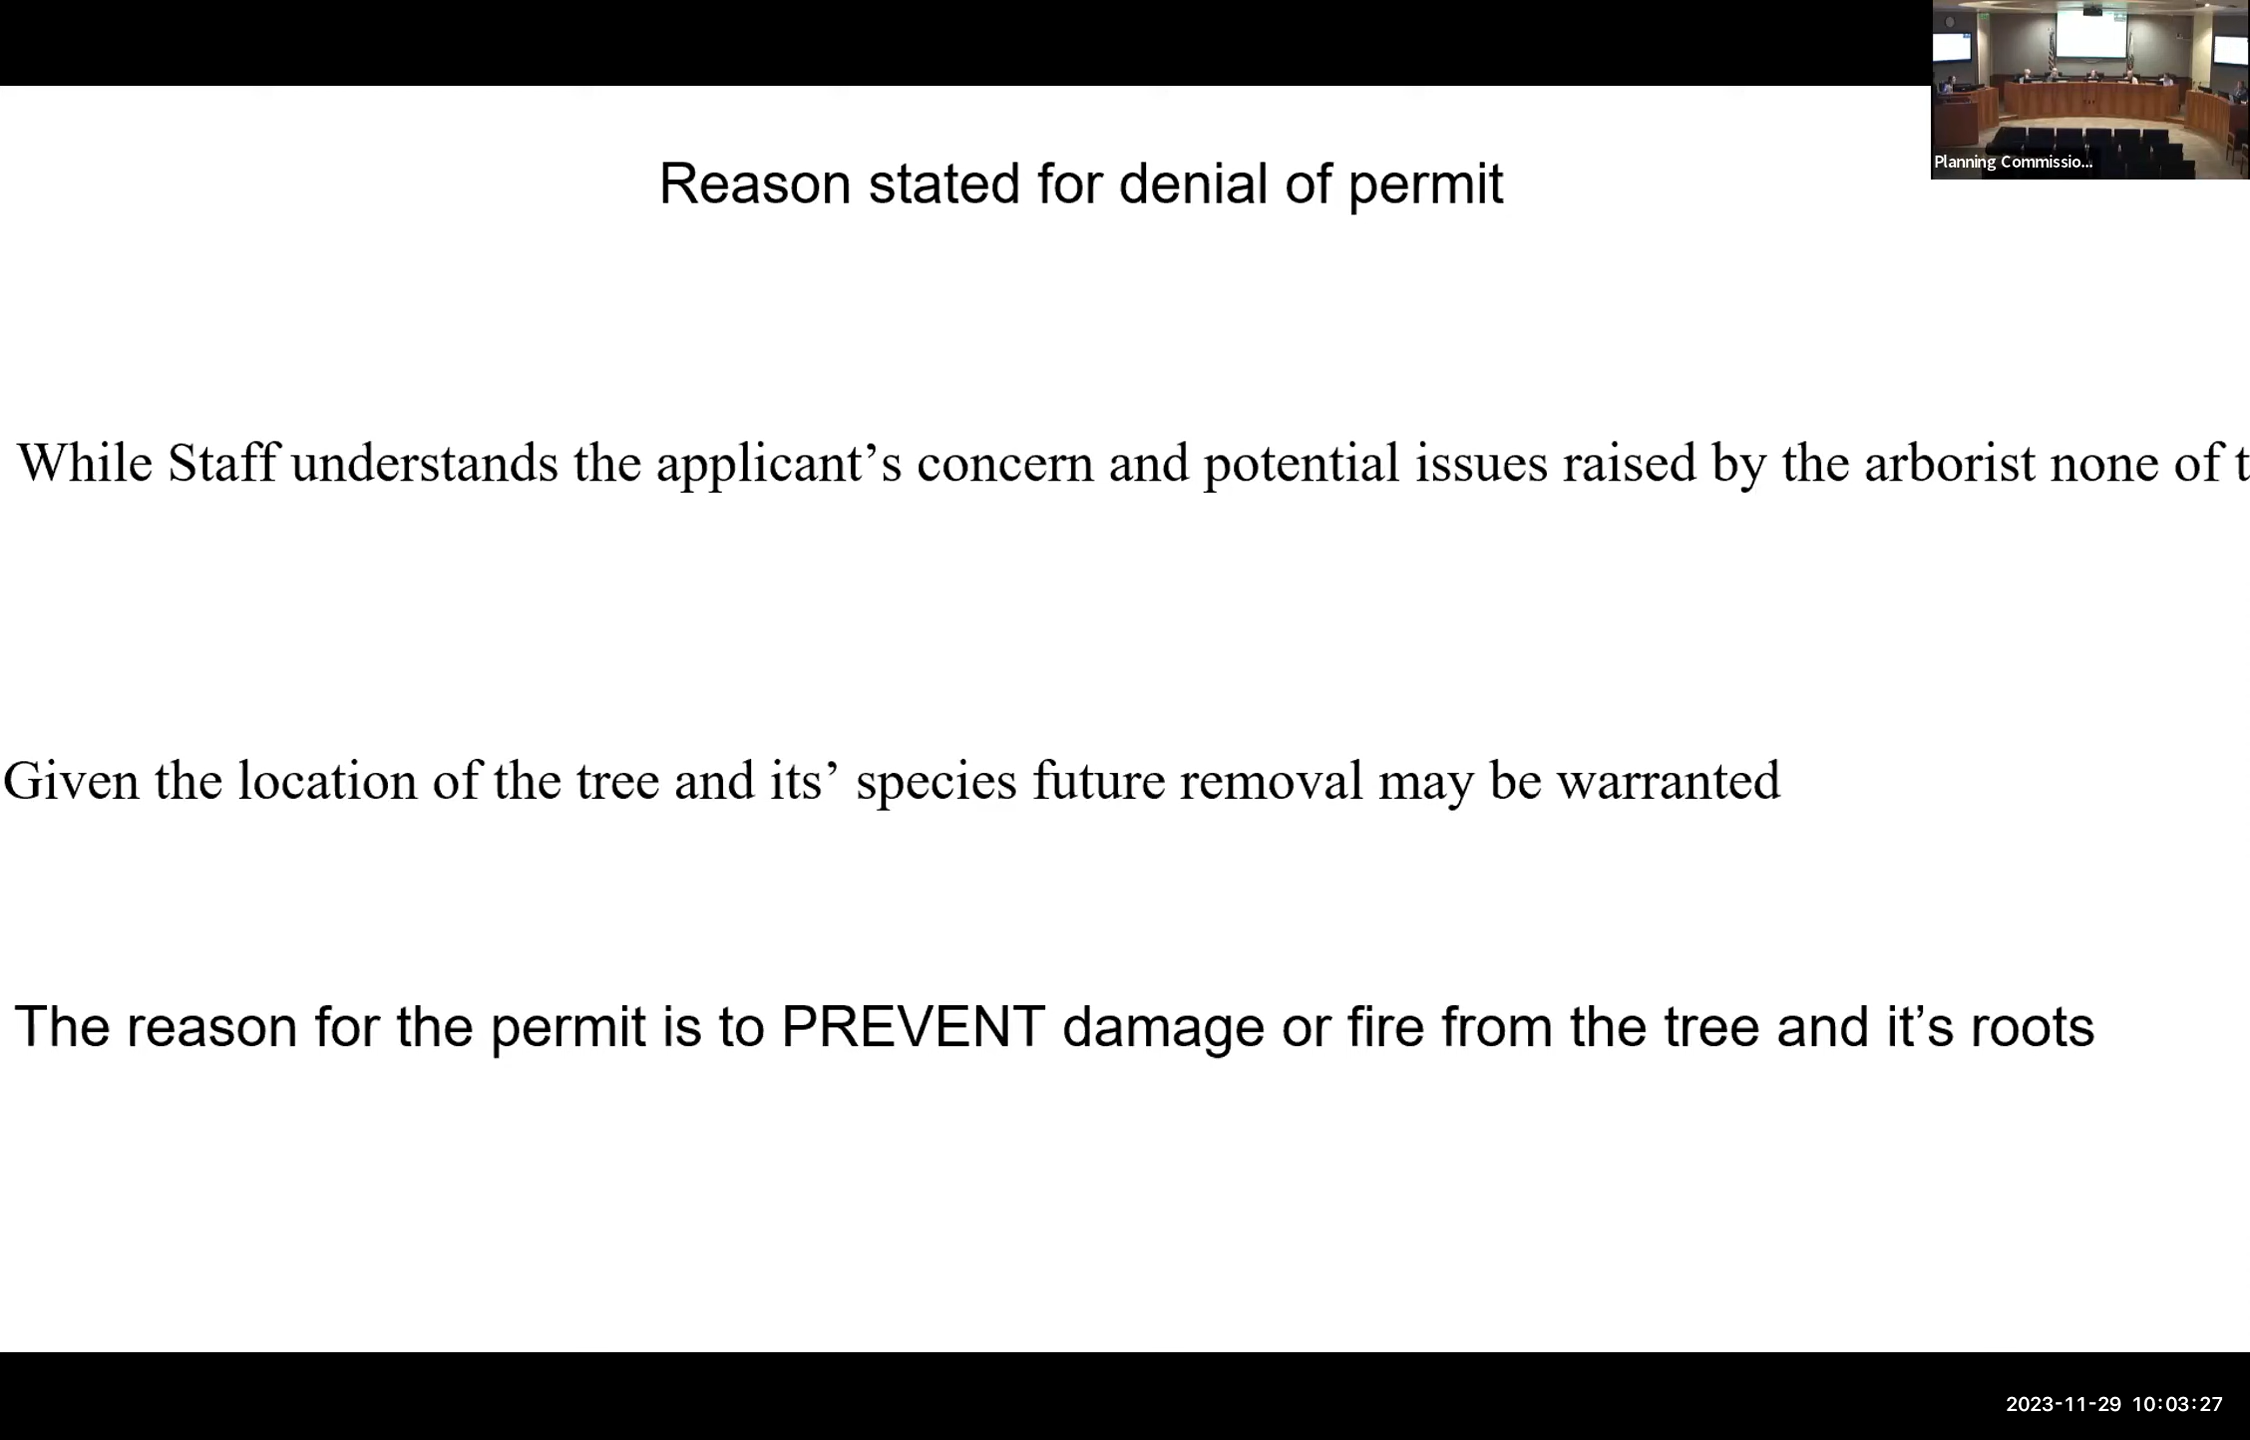 Planning Commissio...
Reason stated for denial of permit
While Staff understands the applicant’s concern and potential issues raised by the arborist none of t
Given the location of the tree and its’ species future removal may be warranted
The reason for the permit is to PREVENT damage or fire from the tree and it’s roots
2023-11-29 10:03:27